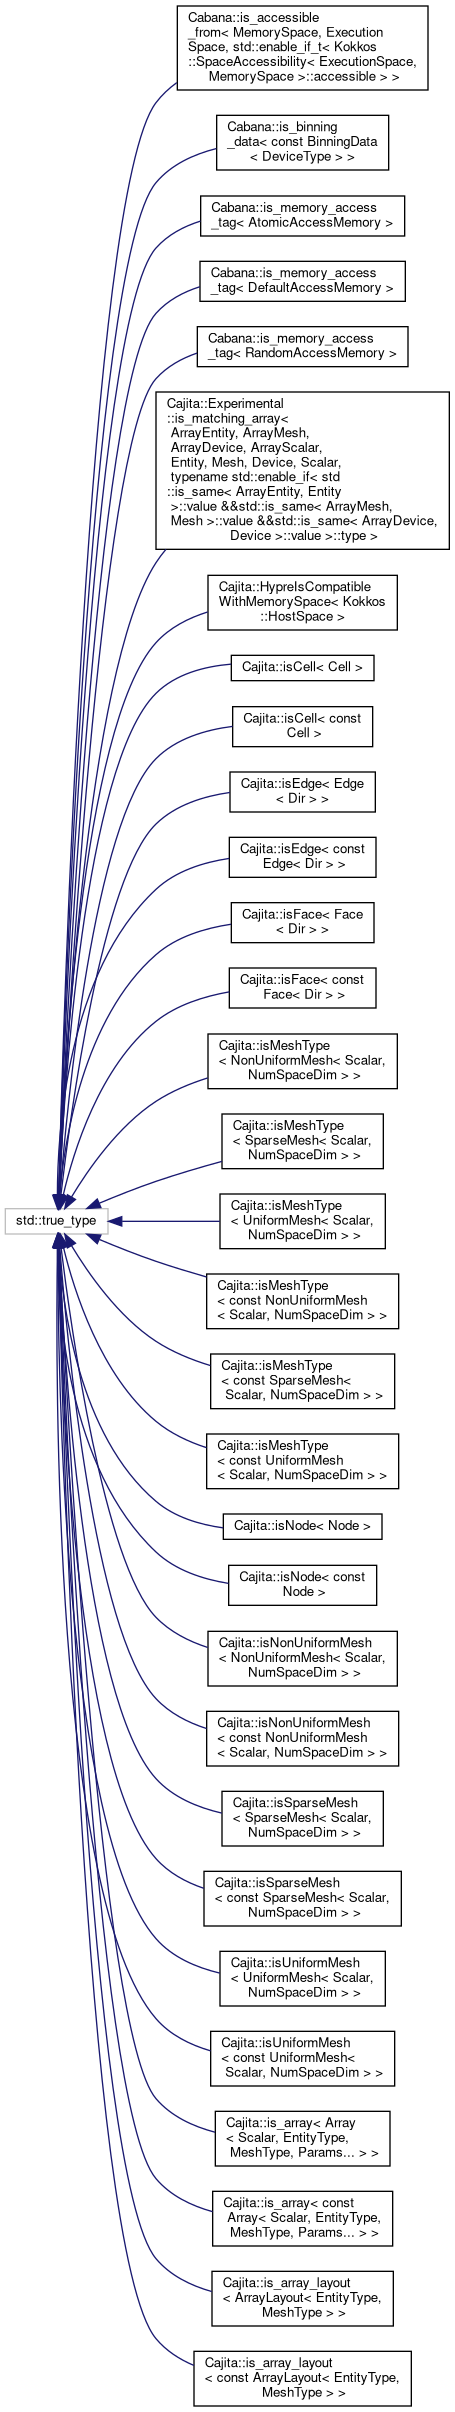 Cabana::is_accessible
_from< MemorySpace, Execution
Space, std::enable_if_t< Kokkos
::SpaceAccessibility< ExecutionSpace,
MemorySpace >::accessible > >
Cabana::is_binning
_data< const BinningData
< DeviceType > >
Cabana::is_memory_access
_tag< AtomicAccessMemory >
Cabana::is_memory_access
_tag< DefaultAccessMemory >
Cabana::is_memory_access
_tag< RandomAccessMemory >
Cajita::Experimental
::is_matching_array<
ArrayEntity, ArrayMesh,
ArrayDevice, ArrayScalar,
Entity, Mesh, Device, Scalar,
typename std::enable_if< std
::is_same< ArrayEntity, Entity
>::value &&std::is_same< ArrayMesh,
Mesh >::value &&std::is_same< ArrayDevice,
Device >::value >::type >
Cajita::HypreIsCompatible
WithMemorySpace< Kokkos
::HostSpace >
Cajita::isCell< Cell >
Cajita::isCell< const
Cell >
Cajita::isEdge< Edge
< Dir > >
Cajita::isEdge< const
Edge< Dir > >
Cajita::isFace< Face
< Dir > >
Cajita::isFace< const
Face< Dir > >
Cajita::isMeshType
< NonUniformMesh< Scalar,
NumSpaceDim > >
Cajita::isMeshType
< SparseMesh< Scalar,
NumSpaceDim > >
std::true_type
Cajita::isMeshType
< UniformMesh< Scalar,
NumSpaceDim > >
Cajita::isMeshType
< const NonUniformMesh
< Scalar, NumSpaceDim > >
Cajita::isMeshType
< const SparseMesh<
Scalar, NumSpaceDim > >
Cajita::isMeshType
< const UniformMesh
< Scalar, NumSpaceDim > >
Cajita::isNode< Node >
Cajita::isNode< const
Node >
Cajita::isNonUniformMesh
< NonUniformMesh< Scalar,
NumSpaceDim > >
Cajita::isNonUniformMesh
< const NonUniformMesh
< Scalar, NumSpaceDim > >
Cajita::isSparseMesh
< SparseMesh< Scalar,
NumSpaceDim > >
Cajita::isSparseMesh
< const SparseMesh< Scalar,
NumSpaceDim > >
Cajita::isUniformMesh
< UniformMesh< Scalar,
NumSpaceDim > >
Cajita::isUniformMesh
< const UniformMesh<
Scalar, NumSpaceDim > >
Cajita::is_array< Array
< Scalar, EntityType,
MeshType, Params... > >
Cajita::is_array< const
Array< Scalar, EntityType,
MeshType, Params... > >
Cajita::is_array_layout
< ArrayLayout< EntityType,
MeshType > >
Cajita::is_array_layout
< const ArrayLayout< EntityType,
MeshType > >